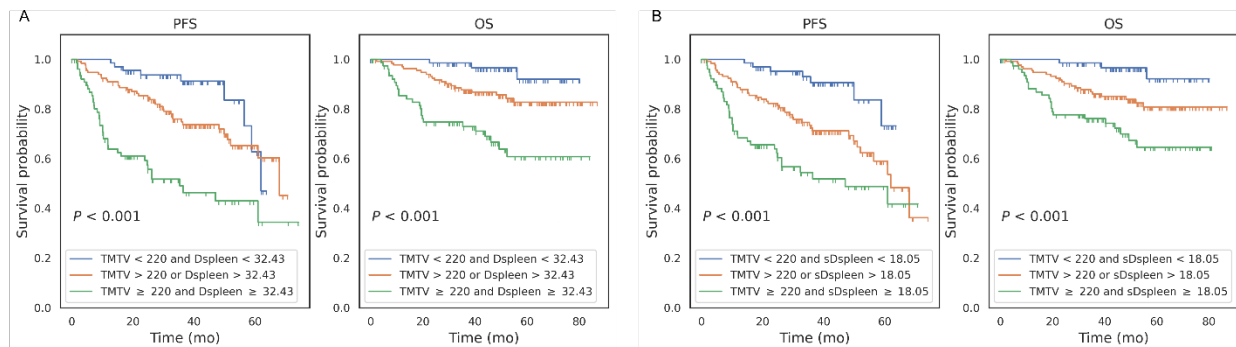 A
PFS
Survival probability
1.0
0.8
0.6
0.4
0.2
0.0
P < 0.001
TMTV < 220 and Dspleen < 32.43
TMTV > 220 or Dspleen > 32.43
TMTV ≥ 220 and Dspleen ≥ 32.43
0 20 40 60
Time (mo)
OS
Survival probability
1.0
0.8
0.6
0.4
0.2
0.0
P < 0.001
TMTV < 220 and Dspleen < 32.43
TMTV > 220 or Dspleen > 32.43
TMTV ≥ 220 and Dspleen ≥ 32.43
0 20 40 60 80
Time (mo)
B
PFS
Survival probability
1.0
0.8
0.6
0.4
0.2
0.0
P < 0.001
TMTV < 220 and sDspleen < 18.05
TMTV > 220 or sDspleen > 18.05
TMTV ≥ 220 and sDspleen ≥ 18.05
0 20 40 60
Time (mo)
OS
Survival probability
1.0
0.8
0.6
0.4
0.2
0.0
P < 0.001
TMTV < 220 and sDspleen < 18.05
TMTV > 220 or sDspleen > 18.05
TMTV ≥ 220 and sDspleen ≥ 18.05
0 20 40 60 80
Time (mo)